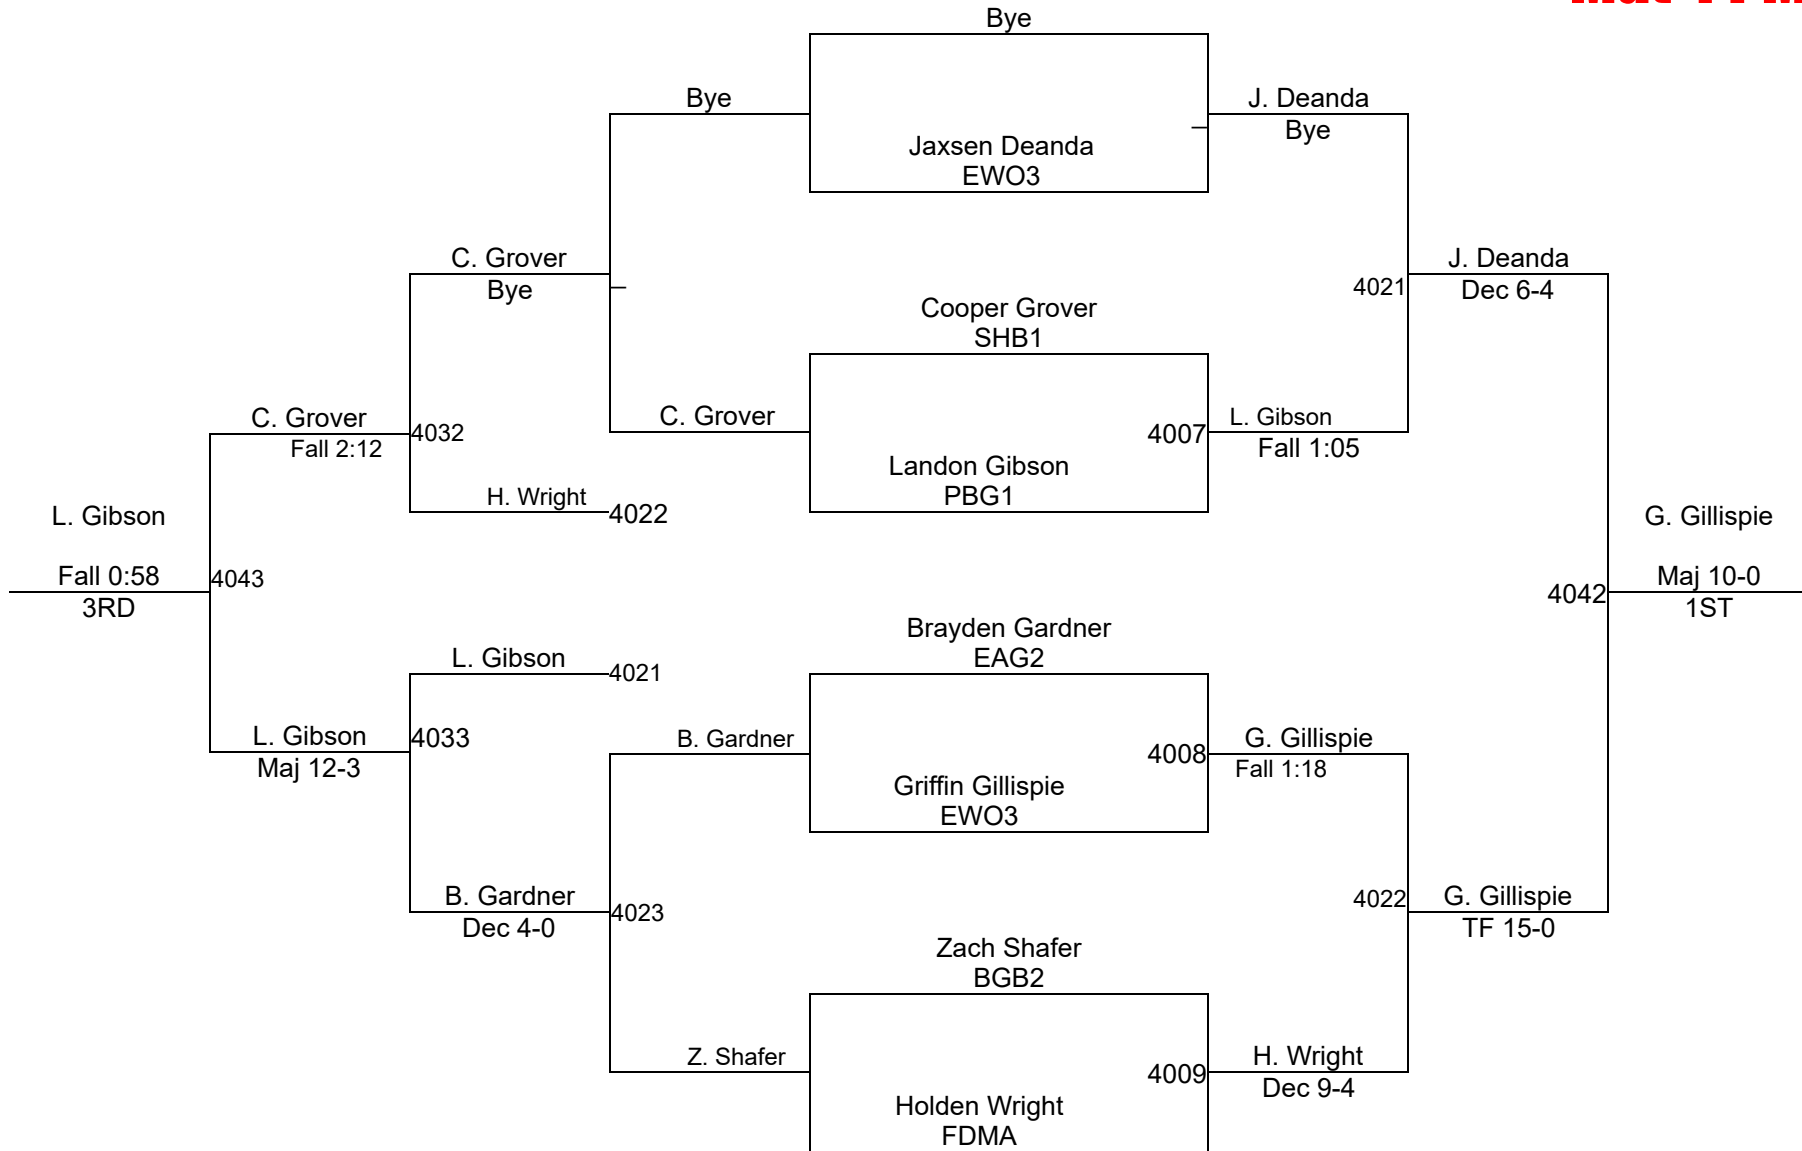 Bye
Bye
J. Deanda
Bye
Jaxsen Deanda
EWO3
C. Grover
Bye
J. Deanda
Dec 6-4
4021
Cooper Grover
SHB1
C. Grover
Fall 2:12
4032
C. Grover
4007
L. Gibson
Fall 1:05
Landon Gibson
PBG1
H. Wright
4022
L. Gibson
Fall 0:58
3RD
4043
G. Gillispie
Maj 10-0
1ST
4042
Brayden Gardner
EAG2
L. Gibson
4021
L. Gibson
Maj 12-3
4033
B. Gardner
4008
G. Gillispie
Fall 1:18
Griffin Gillispie
EWO3
B. Gardner
Dec 4-0
4023
4022
G. Gillispie
TF 15-0
Zach Shafer
BGB2
Z. Shafer
4009
H. Wright
Dec 9-4
Holden Wright
FDMA